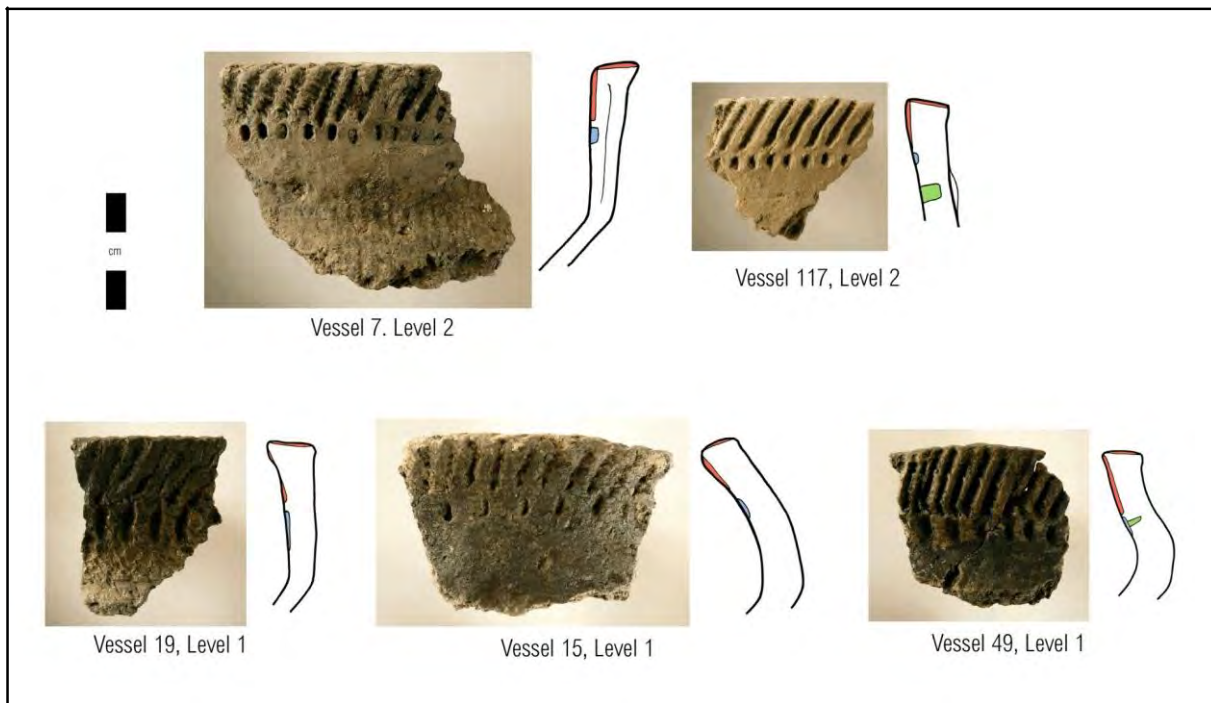 cm
Vessel 7. Level 2
Vessel 117, Level 2
Vessel 19, Level 1
Vessel 15, Level 1
Vessel 49, Level 1